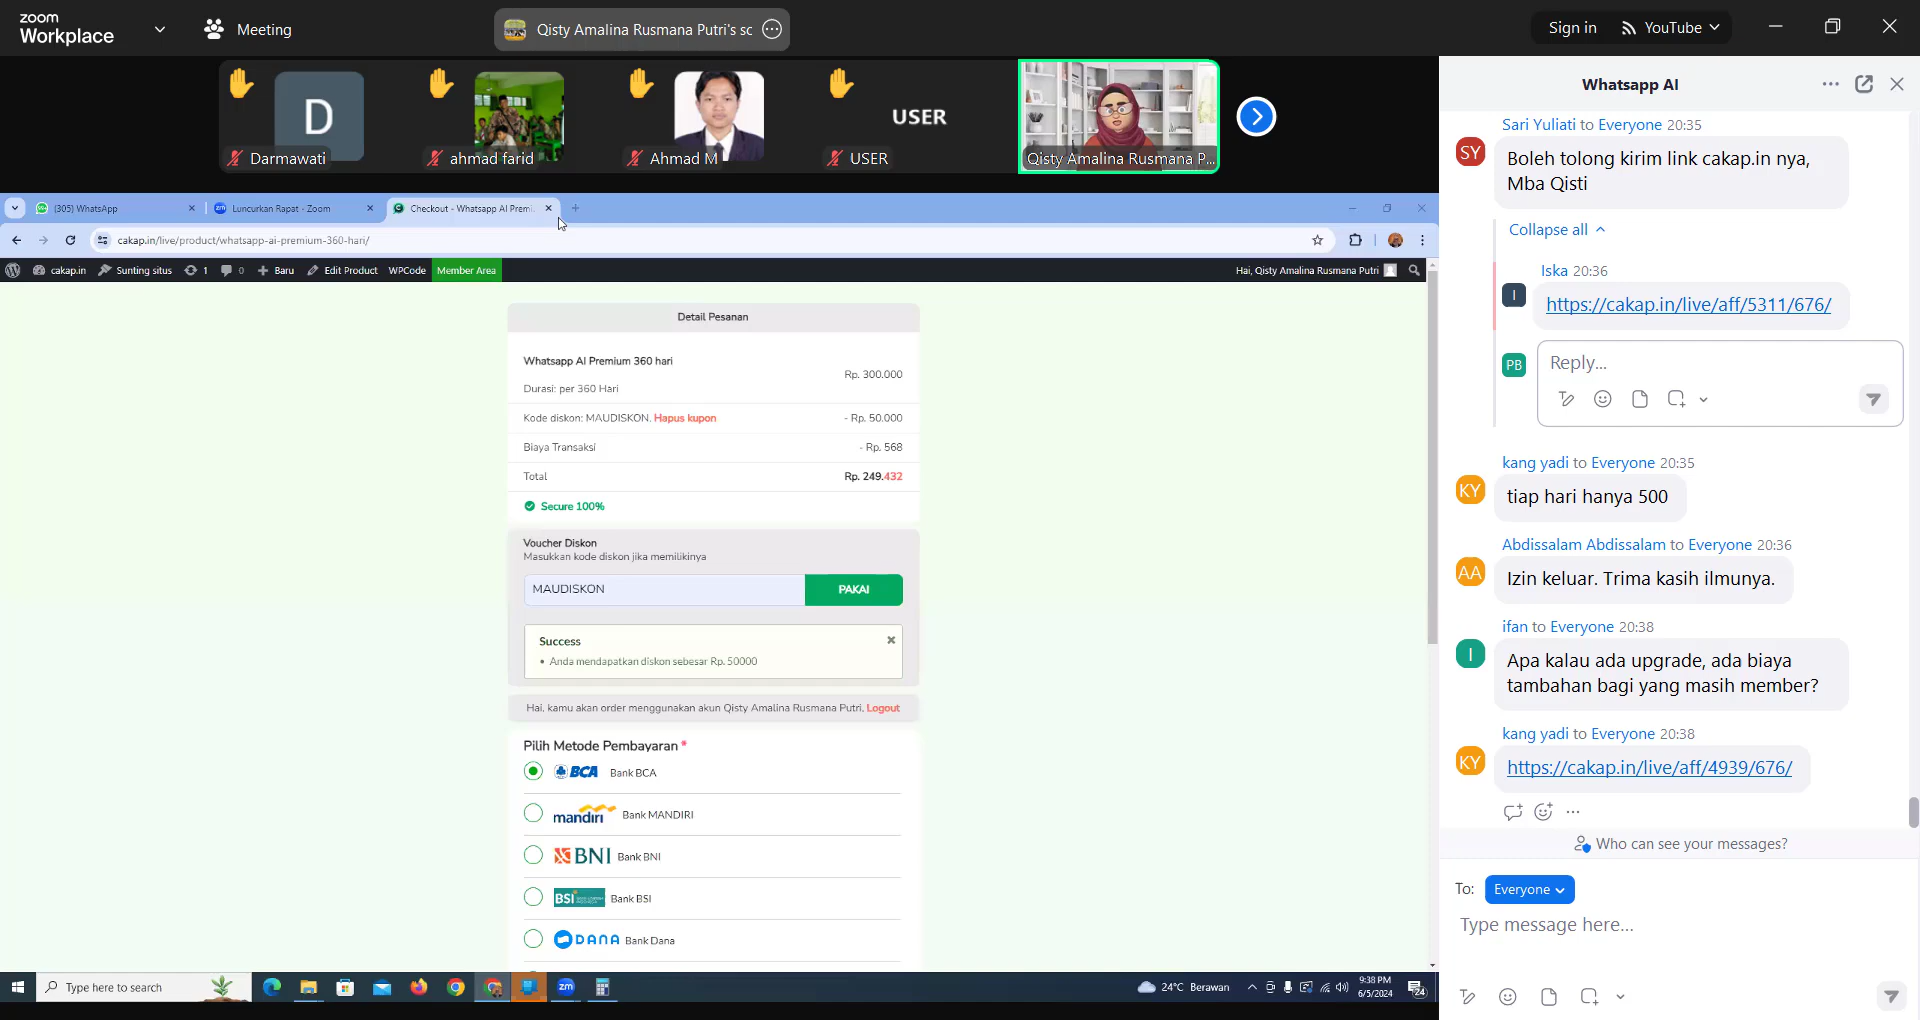 zoom
Workplace
Meeting
Qisty Amalina Rusmana Putri's sc
Sign in
YouTube
D
Darmawati
ahmad farid
Ahmad M
USER
USER
Qisty Amalina Rusmana P...
(305) WhatsApp
Luncurkan Rapat - Zoom
Checkout - Whatsapp AI Premi
cakap.in/live/product/whatsapp-ai-premium-360-hari/
cakap.in
Sunting situs
1
0
Baru
Edit Product
WPCode
Member Area
Hai, Qisty Amalina Rusmana Putri
Detail Pesanan
Whatsapp AI Premium 360 hari
Rp. 300.000
Durasi: per 360 Hari
Kode diskon: MAUDISKON. Hapus kupon
- Rp. 50.000
Biaya Transaksi
- Rp. 568
Total
Rp. 249.432
Secure 100%
Voucher Diskon
Masukkan kode diskon jika memilikinya
MAUDISKON
PAKAI
Success
• Anda mendapatkan diskon sebesar Rp. 50000
Hai, kamu akan order menggunakan akun Qisty Amalina Rusmana Putri. Logout
Pilih Metode Pembayaran *
BCA Bank BCA
mandiri Bank MANDIRI
BNI Bank BNI
BSI Bank BSI
DANA Bank Dana
Type here to search
zm
24°C Berawan
9:38 PM
6/5/2024
24
Whatsapp AI
Sari Yuliati to Everyone 20:35
SY
Boleh tolong kirim link cakap.in nya,
Mba Qisti
Collapse all
Iska 20:36
I
https://cakap.in/live/aff/5311/676/
PB
Reply...
kang yadi to Everyone 20:35
KY
tiap hari hanya 500
Abdissalam Abdissalam to Everyone 20:36
AA
Izin keluar. Trima kasih ilmunya.
ifan to Everyone 20:38
I
Apa kalau ada upgrade, ada biaya
tambahan bagi yang masih member?
kang yadi to Everyone 20:38
KY
https://cakap.in/live/aff/4939/676/
Who can see your messages?
To: Everyone
Type message here...